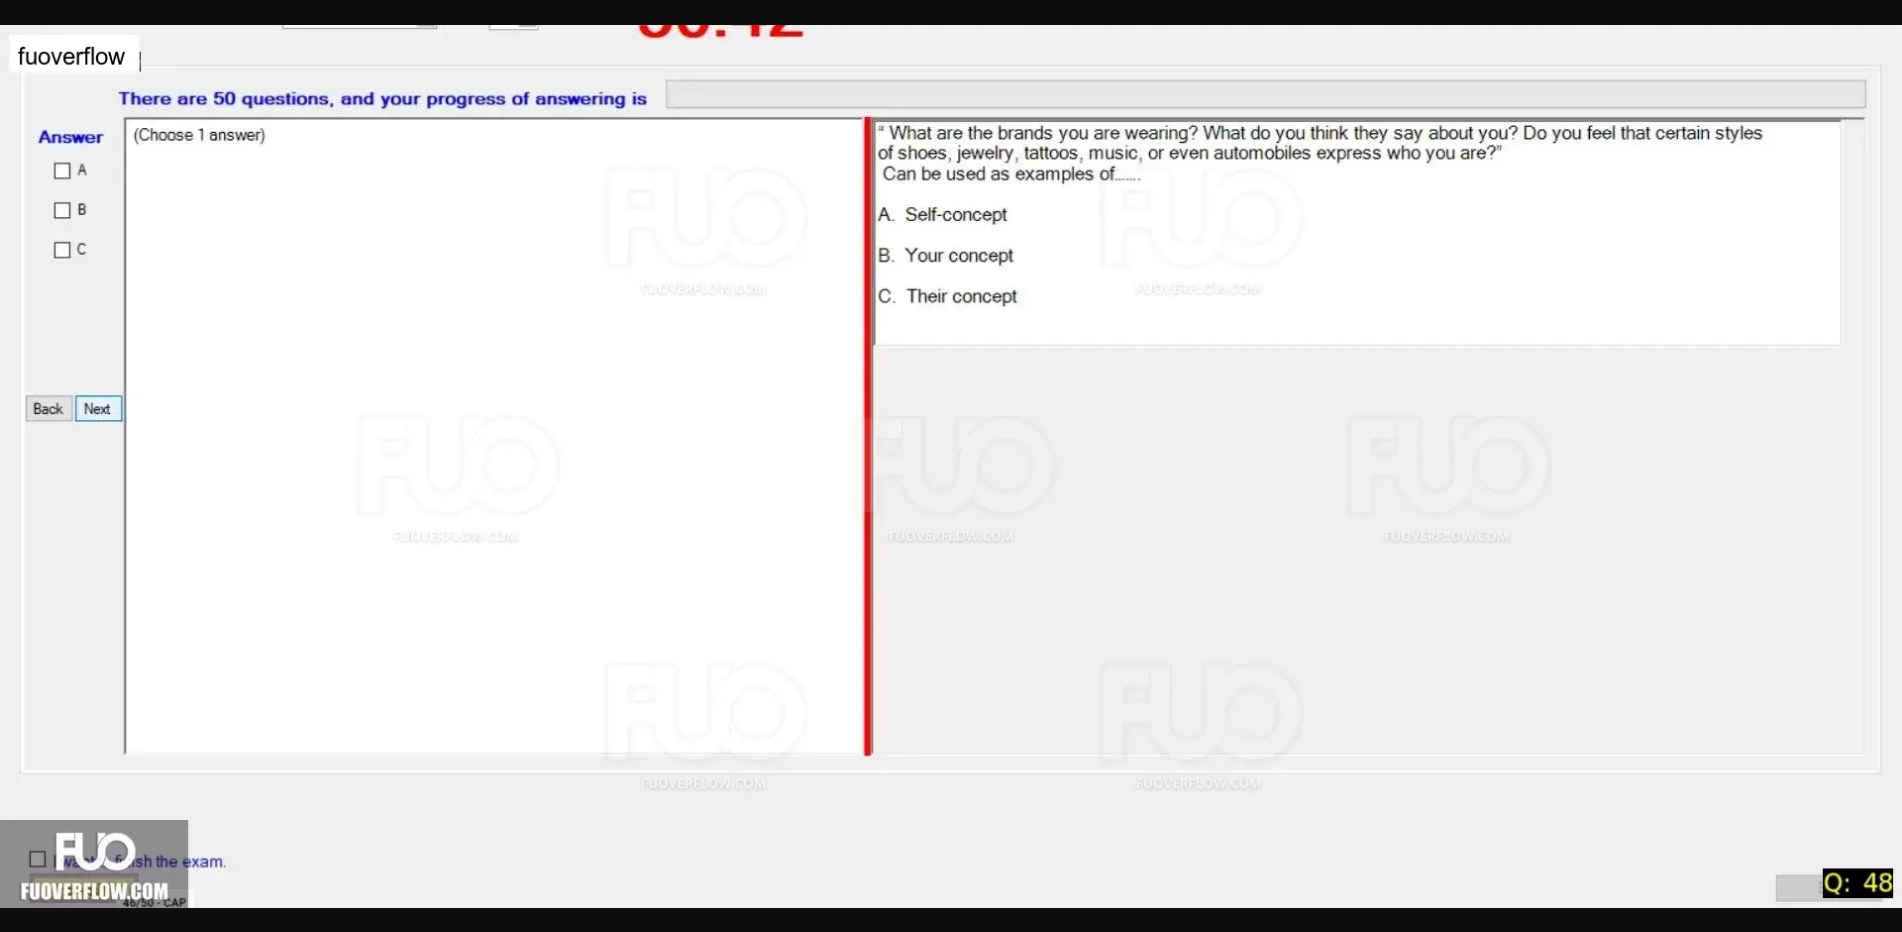 fuoverflow
There are 50 questions, and your progress of answering is
Answer
A
B
C
Back
Next
(Choose 1 answer)
“ What are the brands you are wearing? What do you think they say about you? Do you feel that certain styles
of shoes, jewelry, tattoos, music, or even automobiles express who you are?”
Can be used as examples of......
A. Self-concept
B. Your concept
C. Their concept
FUO
FUOVERFLOW.COM
FUO
FUOVERFLOW.COM
FUO
FUOVERFLOW.COM
FUO
FUOVERFLOW.COM
FUO
FUOVERFLOW.COM
FUO
FUOVERFLOW.COM
FUO
FUOVERFLOW.COM
FUO
the exam.
FUOVERFLOW.COM
46/50 - CAP
Q: 48